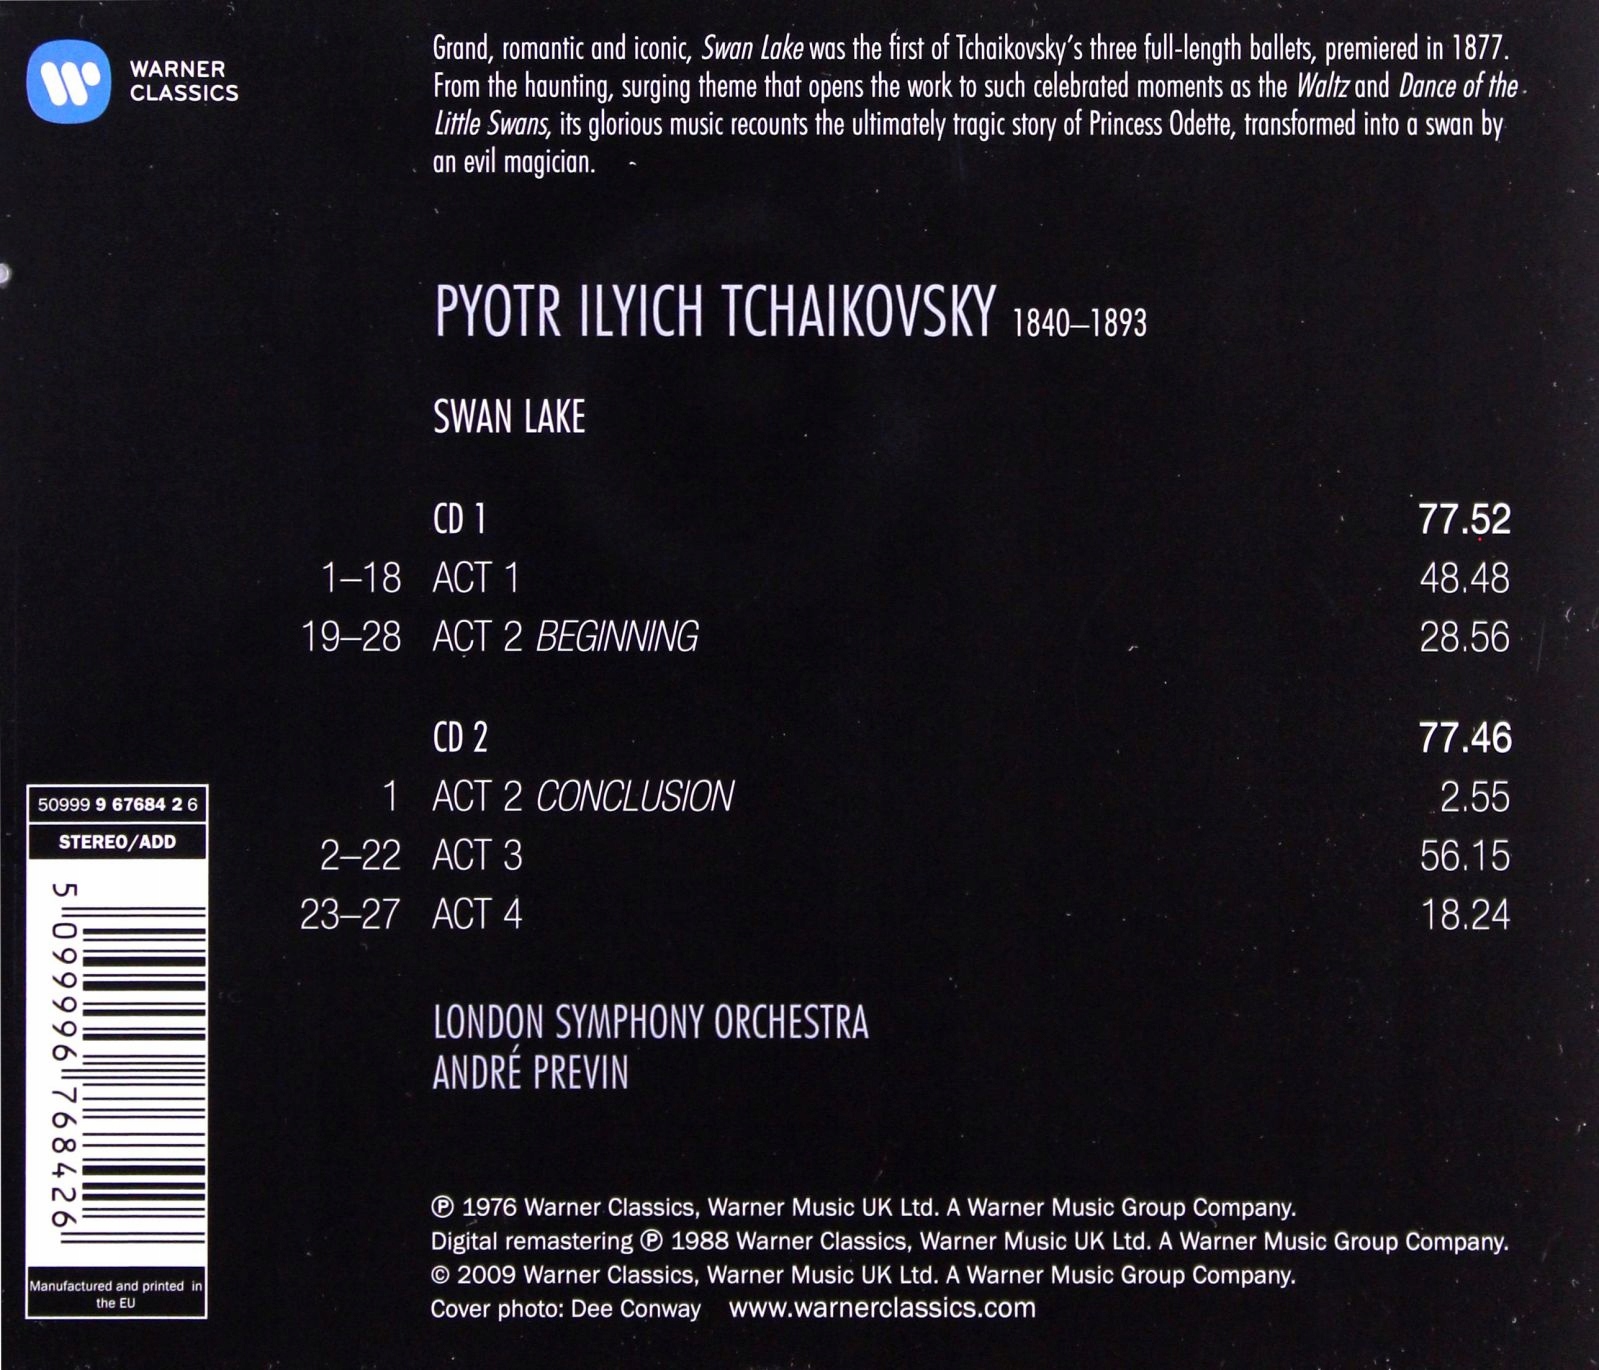 WARNER
CLASSICS
Grand, romantic and iconic, Swan Lake was the first of Tchaikovsky's three full-length ballets, premiered in 1877.
From the haunting, surging theme that opens the work to such celebrated moments as the Waltz and Dance of the
Little Swans, its glorious music recounts the ultimately tragic story of Princess Odette, transformed into a swan by
an evil magician.
PYOTR ILYICH TCHAIKOVSKY 1840–1893
SWAN LAKE
CD 1 77.52
1–18 ACT 1 48.48
19–28 ACT 2 BEGINNING 28.56
CD 2 77.46
1 ACT 2 CONCLUSION 2.55
2–22 ACT 3 56.15
23–27 ACT 4 18.24
LONDON SYMPHONY ORCHESTRA
ANDRÉ PREVIN
50999 9 67684 2 6
STEREO/ADD
5 099996 768426
Manufactured and printed in
the EU
℗ 1976 Warner Classics, Warner Music UK Ltd. A Warner Music Group Company.
Digital remastering ℗ 1988 Warner Classics, Warner Music UK Ltd. A Warner Music Group Company.
© 2009 Warner Classics, Warner Music UK Ltd. A Warner Music Group Company.
Cover photo: Dee Conway www.warnerclassics.com